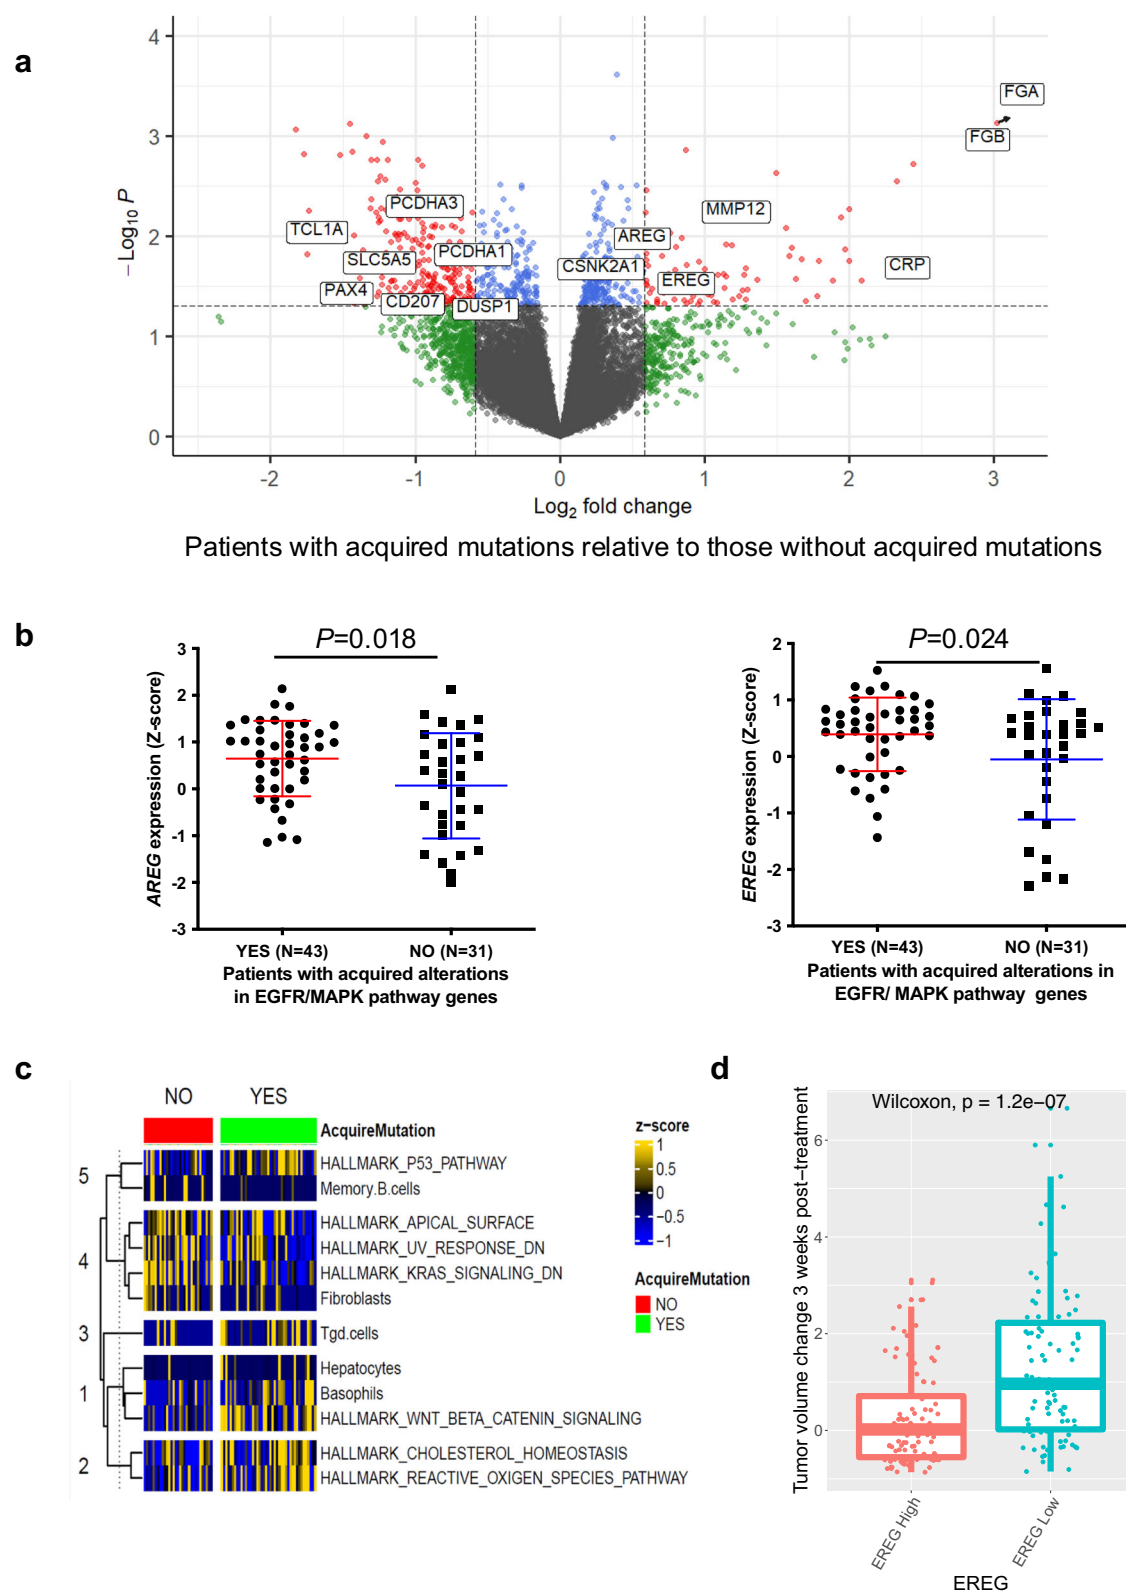 a
4
3
2
1
0
– Log10 P
FGA
FGB
PCDHA3
MMP12
TCL1A
AREG
PCDHA1
SLC5A5
CSNK2A1
CRP
EREG
PAX4
CD207
DUSP1
-2
-1
0
1
2
3
Log2 fold change
Patients with acquired mutations relative to those without acquired mutations
b
P=0.018
3
2
1
0
-1
-2
-3
AREG expression (Z-score)
YES (N=43)
NO (N=31)
Patients with acquired alterations
in EGFR/MAPK pathway genes
P=0.024
2
1
0
-1
-2
-3
EREG expression (Z-score)
YES (N=43)
NO (N=31)
Patients with acquired alterations in
EGFR/ MAPK pathway genes
c
NO
YES
AcquireMutation
5
HALLMARK_P53_PATHWAY
Memory.B.cells
4
HALLMARK_APICAL_SURFACE
HALLMARK_UV_RESPONSE_DN
HALLMARK_KRAS_SIGNALING_DN
Fibroblasts
3
Tgd.cells
1
Hepatocytes
Basophils
HALLMARK_WNT_BETA_CATENIN_SIGNALING
2
HALLMARK_CHOLESTEROL_HOMEOSTASIS
HALLMARK_REACTIVE_OXIGEN_SPECIES_PATHWAY
z-score
1
0.5
0
−0.5
−1
AcquireMutation
NO
YES
d
Wilcoxon, p = 1.2e−07
6
4
2
0
Tumor volume change 3 weeks post−treatment
EREG High
EREG Low
EREG